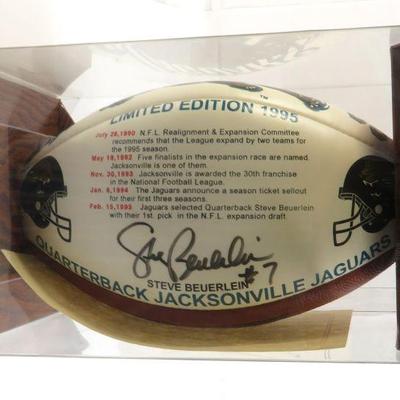 LIMITED EDITION 1995
July 26,1990 N.F.L. Realignment & Expansion Committee
recommends that the League expand by two teams for
the 1995 season.
May 19,1992 Five finalists in the expansion race are named.
Jacksonville is one.
Nov. 30,1993 Jacksonville is awarded the 30th franchise
in the National Football League.
Jan. 6,1994 The Jaguars announce a season ticket sellout
for their first three seasons.
Feb. 15,1995 Jaguars selected Quarterback Steve Beuerlein
with their 1st. pick in the N.F.L. expansion draft.
Steve Beuerlein
#7
STEVE BEUERLEIN
QUARTERBACK JACKSONVILLE JAGUARS